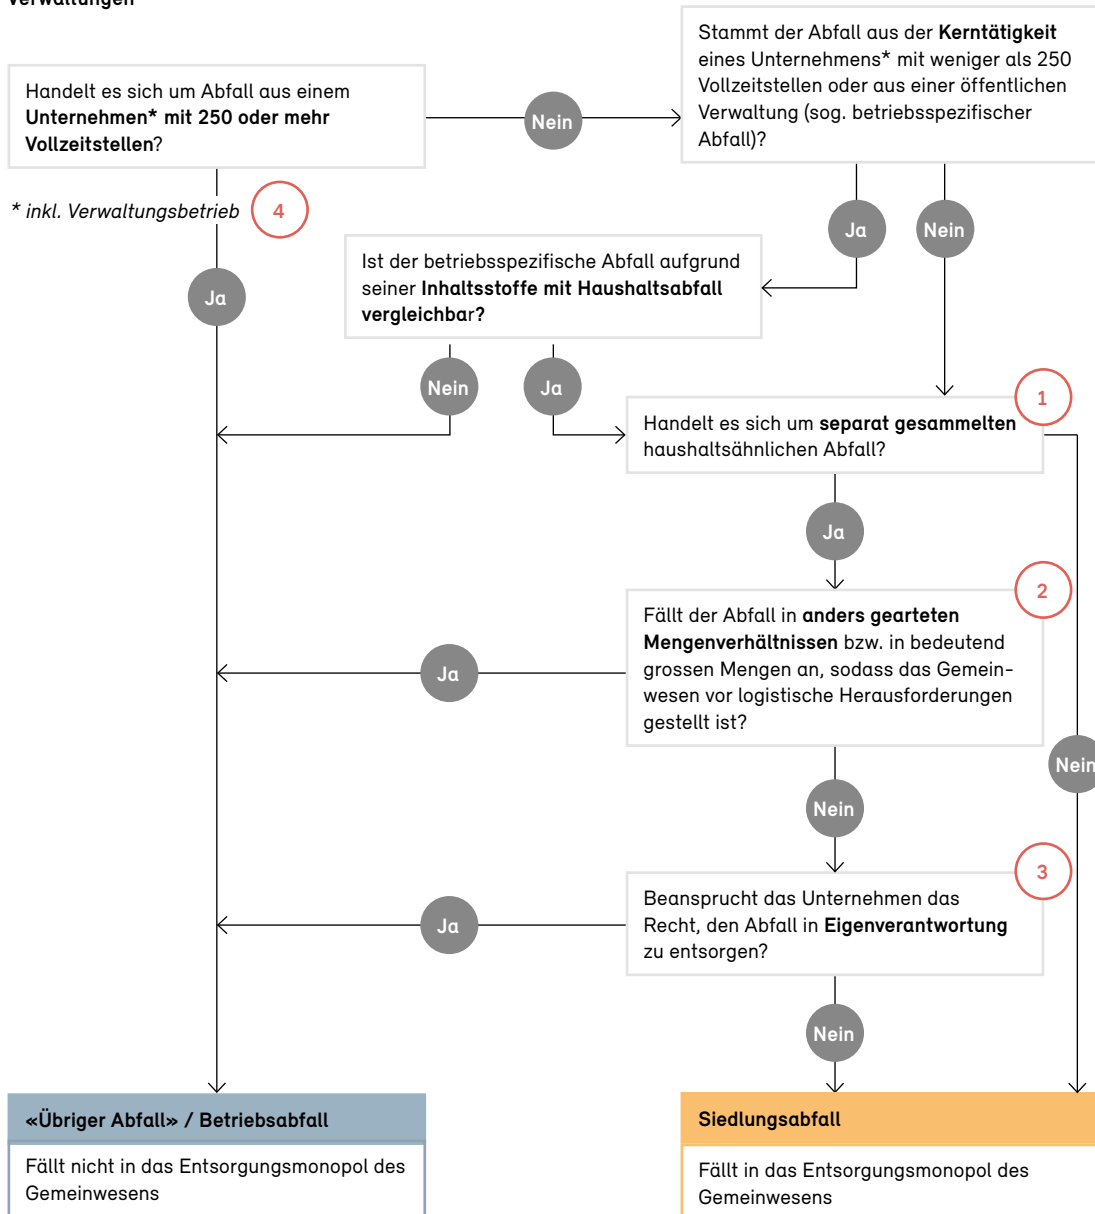 Verwaltungen
Stammt der Abfall aus der Kerntätigkeit
eines Unternehmens* mit weniger als 250
Vollzeitstellen oder aus einer öffentlichen
Verwaltung (sog. betriebsspezifischer
Abfall)?
Handelt es sich um Abfall aus einem
Unternehmen* mit 250 oder mehr
Vollzeitstellen?
Nein
* inkl. Verwaltungsbetrieb
4
Ja
Nein
Ist der betriebsspezifische Abfall aufgrund
seiner Inhaltsstoffe mit Haushaltsabfall
vergleichbar?
Ja
Nein
Ja
1
Handelt es sich um separat gesammelten
haushaltsähnlichen Abfall?
Ja
2
Fällt der Abfall in anders gearteten
Mengenverhältnissen bzw. in bedeutend
grossen Mengen an, sodass das Gemein-
wesen vor logistische Herausforderungen
gestellt ist?
Ja
Nein
Nein
3
Beansprucht das Unternehmen das
Recht, den Abfall in Eigenverantwortung
zu entsorgen?
Ja
Nein
«Übriger Abfall» / Betriebsabfall
Fällt nicht in das Entsorgungsmonopol des
Gemeinwesens
Siedlungsabfall
Fällt in das Entsorgungsmonopol des
Gemeinwesens